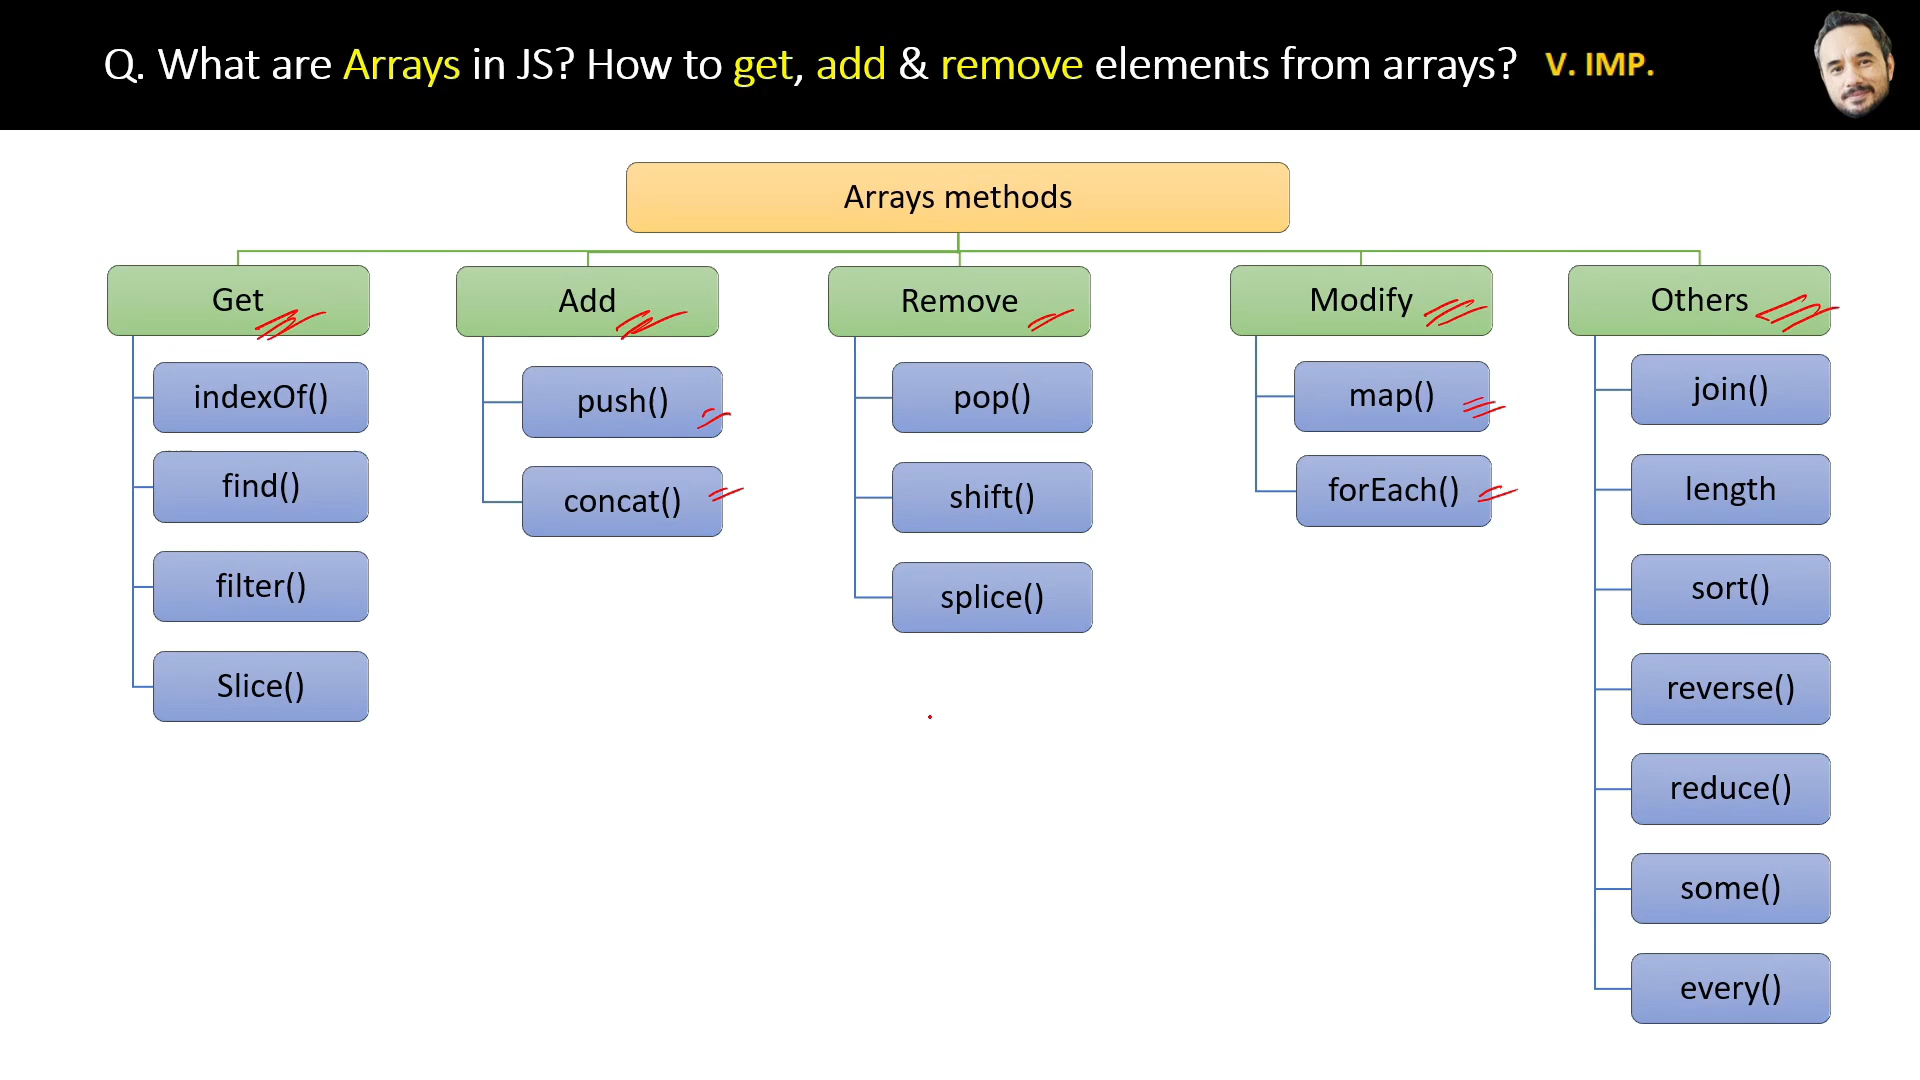 Q. What are Arrays in JS? How to get, add & remove elements from arrays? V. IMP.
Arrays methods
Get
indexOf()
find()
filter()
Slice()
Add
push()
concat()
Remove
pop()
shift()
splice()
Modify
map()
forEach()
Others
join()
length
sort()
reverse()
reduce()
some()
every()